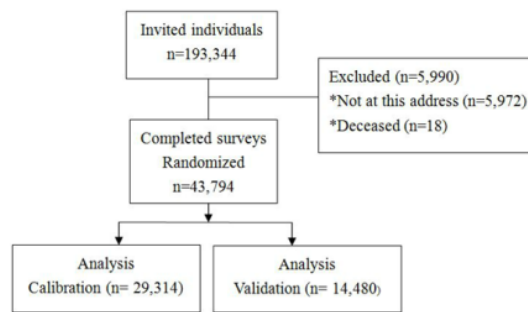 Invited individuals
n=193,344
Excluded (n=5,990)
*Not at this address (n=5,972)
*Deceased (n=18)
Completed surveys
Randomized
n=43,794
Analysis
Calibration (n= 29,314)
Analysis
Validation (n= 14,480)